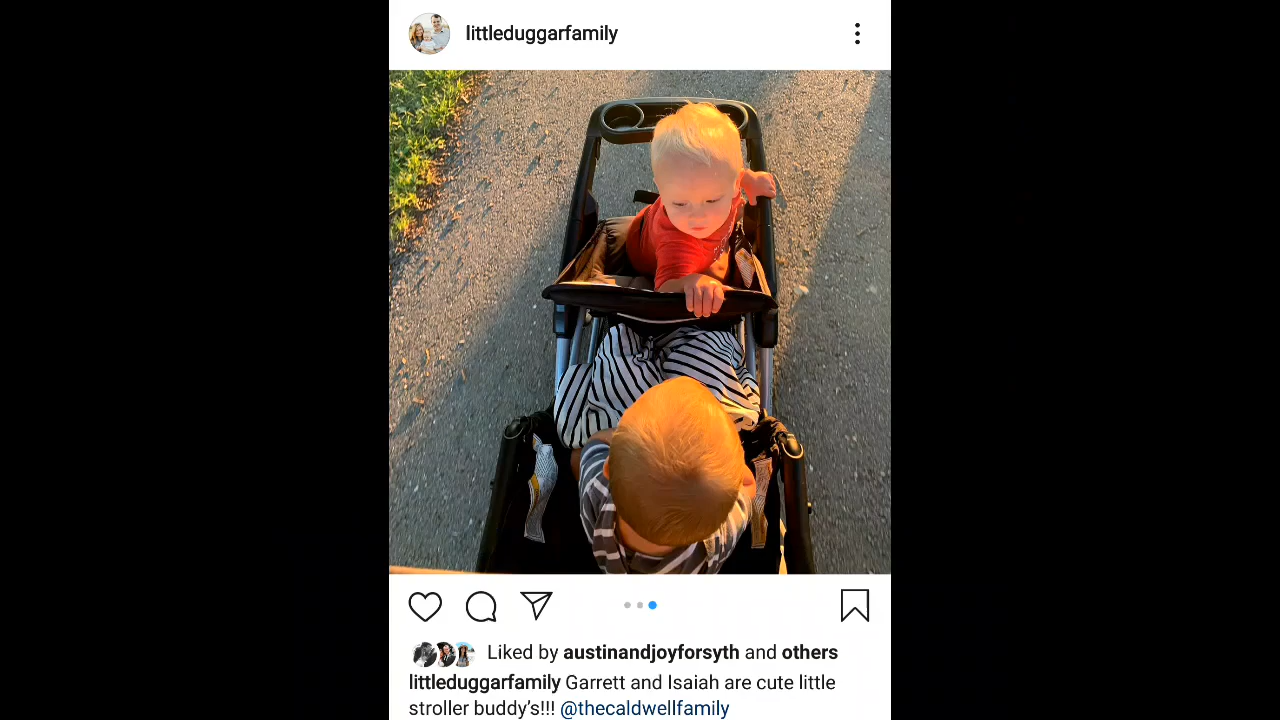 littleduggarfamily
Liked by austinandjoyforsyth and others
littleduggarfamily Garrett and Isaiah are cute little
stroller buddy's!!! @thecaldwellfamily